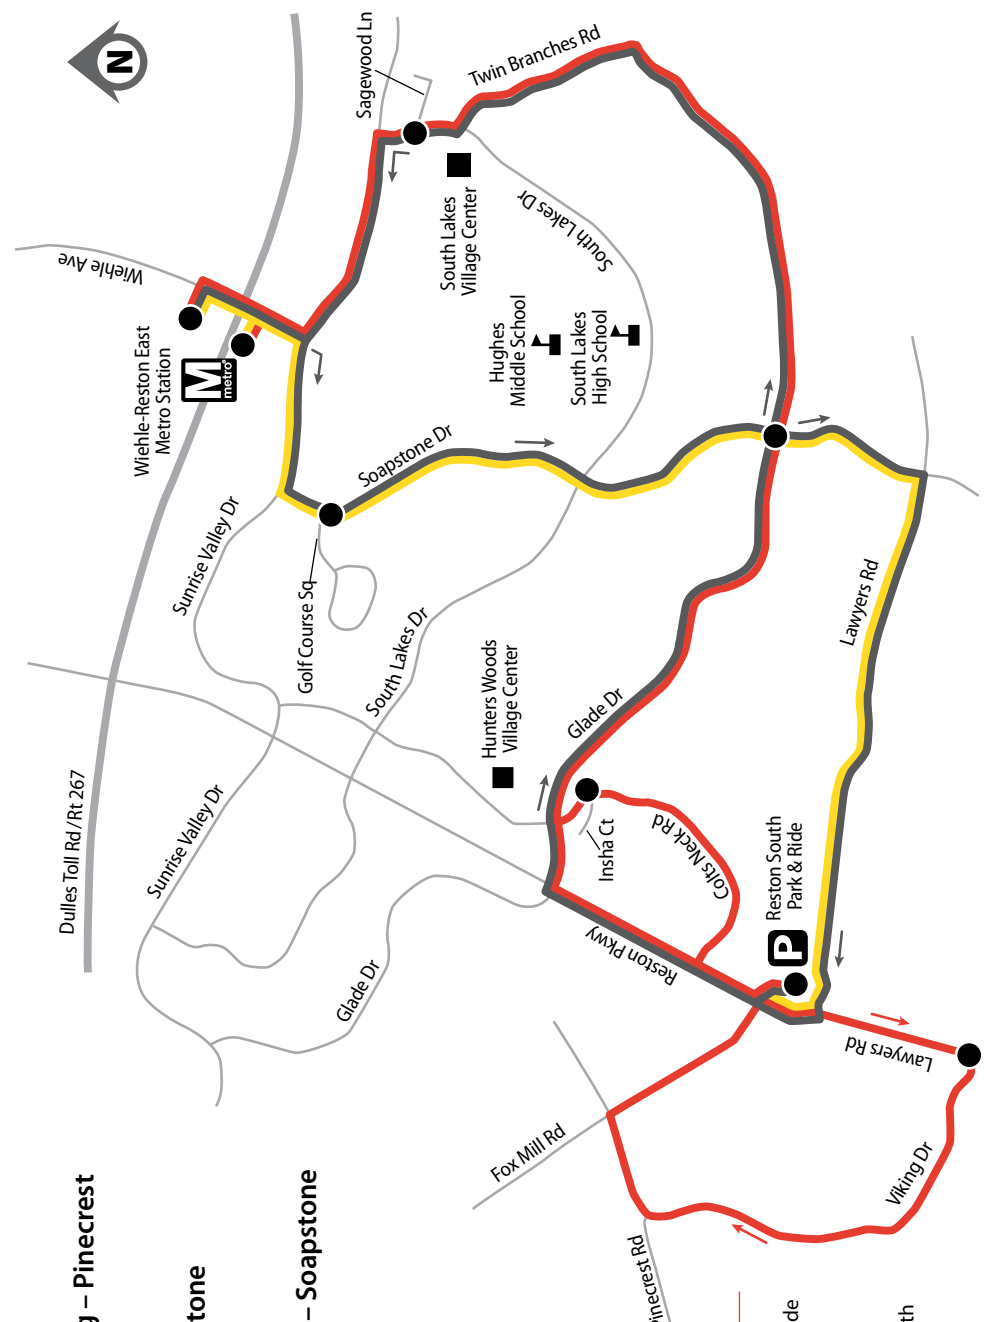 N
Sagewood Ln
Twin Branches Rd
Wiehle Ave
South Lakes
Village Center
South Lakes Dr
Wiehle-Reston East
Metro Station
M
metro
Hughes
Middle School
South Lakes
High School
Soapstone Dr
Sunrise Valley Dr
Golf Course Sq
South Lakes Dr
Hunters Woods
Village Center
Glade Dr
Lawyers Rd
Dulles Toll Rd/Rt 267
Sunrise Valley Dr
Insha Ct
Colts Neck Rd
Reston South
Park & Ride
P
Reston Pkwy
Glade Dr
Lawyers Rd
Fox Mill Rd
Viking Dr
Pinecrest Rd
– Pinecrest
– Soapstone